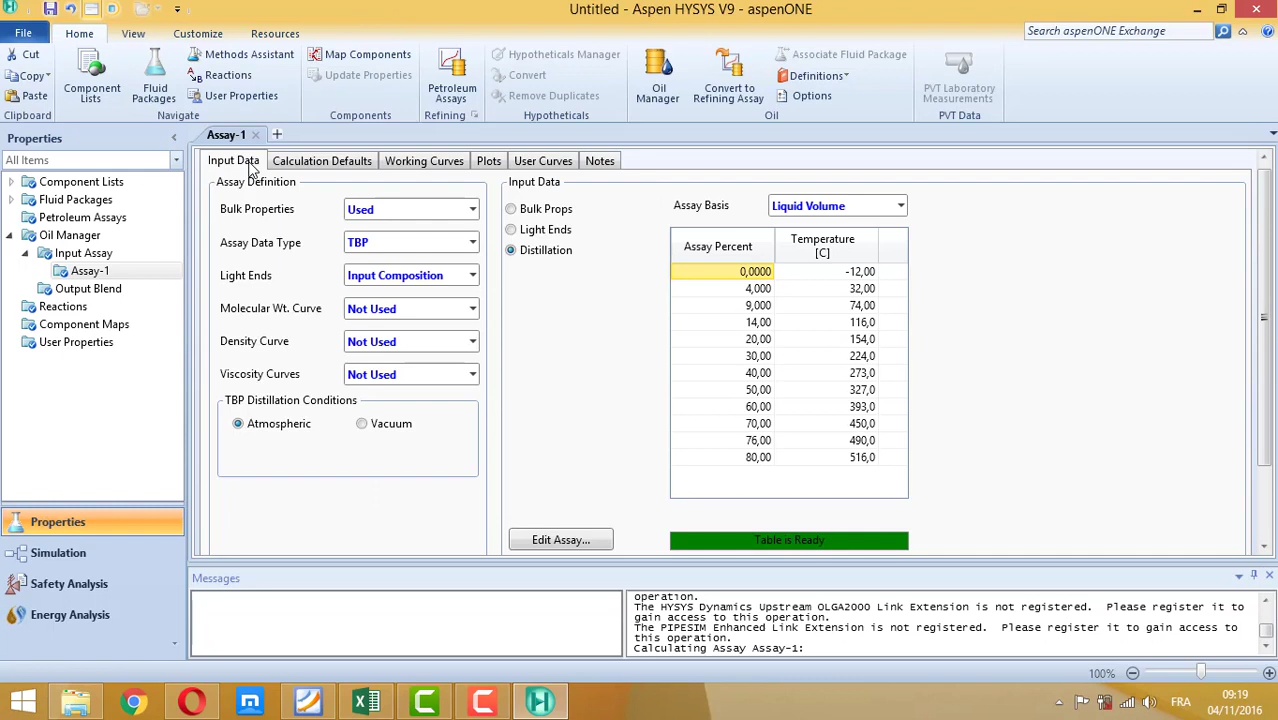 Untitled - Aspen HYSYS V9 - aspenONE
File
Home
View
Customize
Resources
Search aspenONE Exchange
Cut
Copy
Paste
Clipboard
Component Lists
Fluid Packages
Methods Assistant
Reactions
User Properties
Navigate
Map Components
Update Properties
Components
Petroleum Assays
Refining
Hypotheticals Manager
Convert
Remove Duplicates
Hypotheticals
Oil Manager
Convert to Refining Assay
Associate Fluid Package
Definitions
Options
Oil
PVT Laboratory Measurements
PVT Data
Properties
All Items
Component Lists
Fluid Packages
Petroleum Assays
Oil Manager
Input Assay
Assay-1
Output Blend
Reactions
Component Maps
User Properties
Properties
Simulation
Safety Analysis
Energy Analysis
Assay-1
Input Data
Calculation Defaults
Working Curves
Plots
User Curves
Notes
Assay Definition
Bulk Properties Used
Assay Data Type TBP
Light Ends Input Composition
Molecular Wt. Curve Not Used
Density Curve Not Used
Viscosity Curves Not Used
TBP Distillation Conditions
Atmospheric
Vacuum
Input Data
Bulk Props
Light Ends
Distillation
Assay Basis Liquid Volume
Assay Percent Temperature [C]
0,0000 -12,00
4,000 32,00
9,000 74,00
14,00 116,0
20,00 154,0
30,00 224,0
40,00 273,0
50,00 327,0
60,00 393,0
70,00 450,0
76,00 490,0
80,00 516,0
Edit Assay...
Table is Ready
Messages
operation.
The HYSYS Dynamics Upstream OLGA2000 Link Extension is not registered. Please register it to
gain access to this operation.
The PIPESIM Enhanced Link Extension is not registered. Please register it to gain access to
this operation.
Calculating Assay Assay-1:
100%
FRA
09:19
04/11/2016